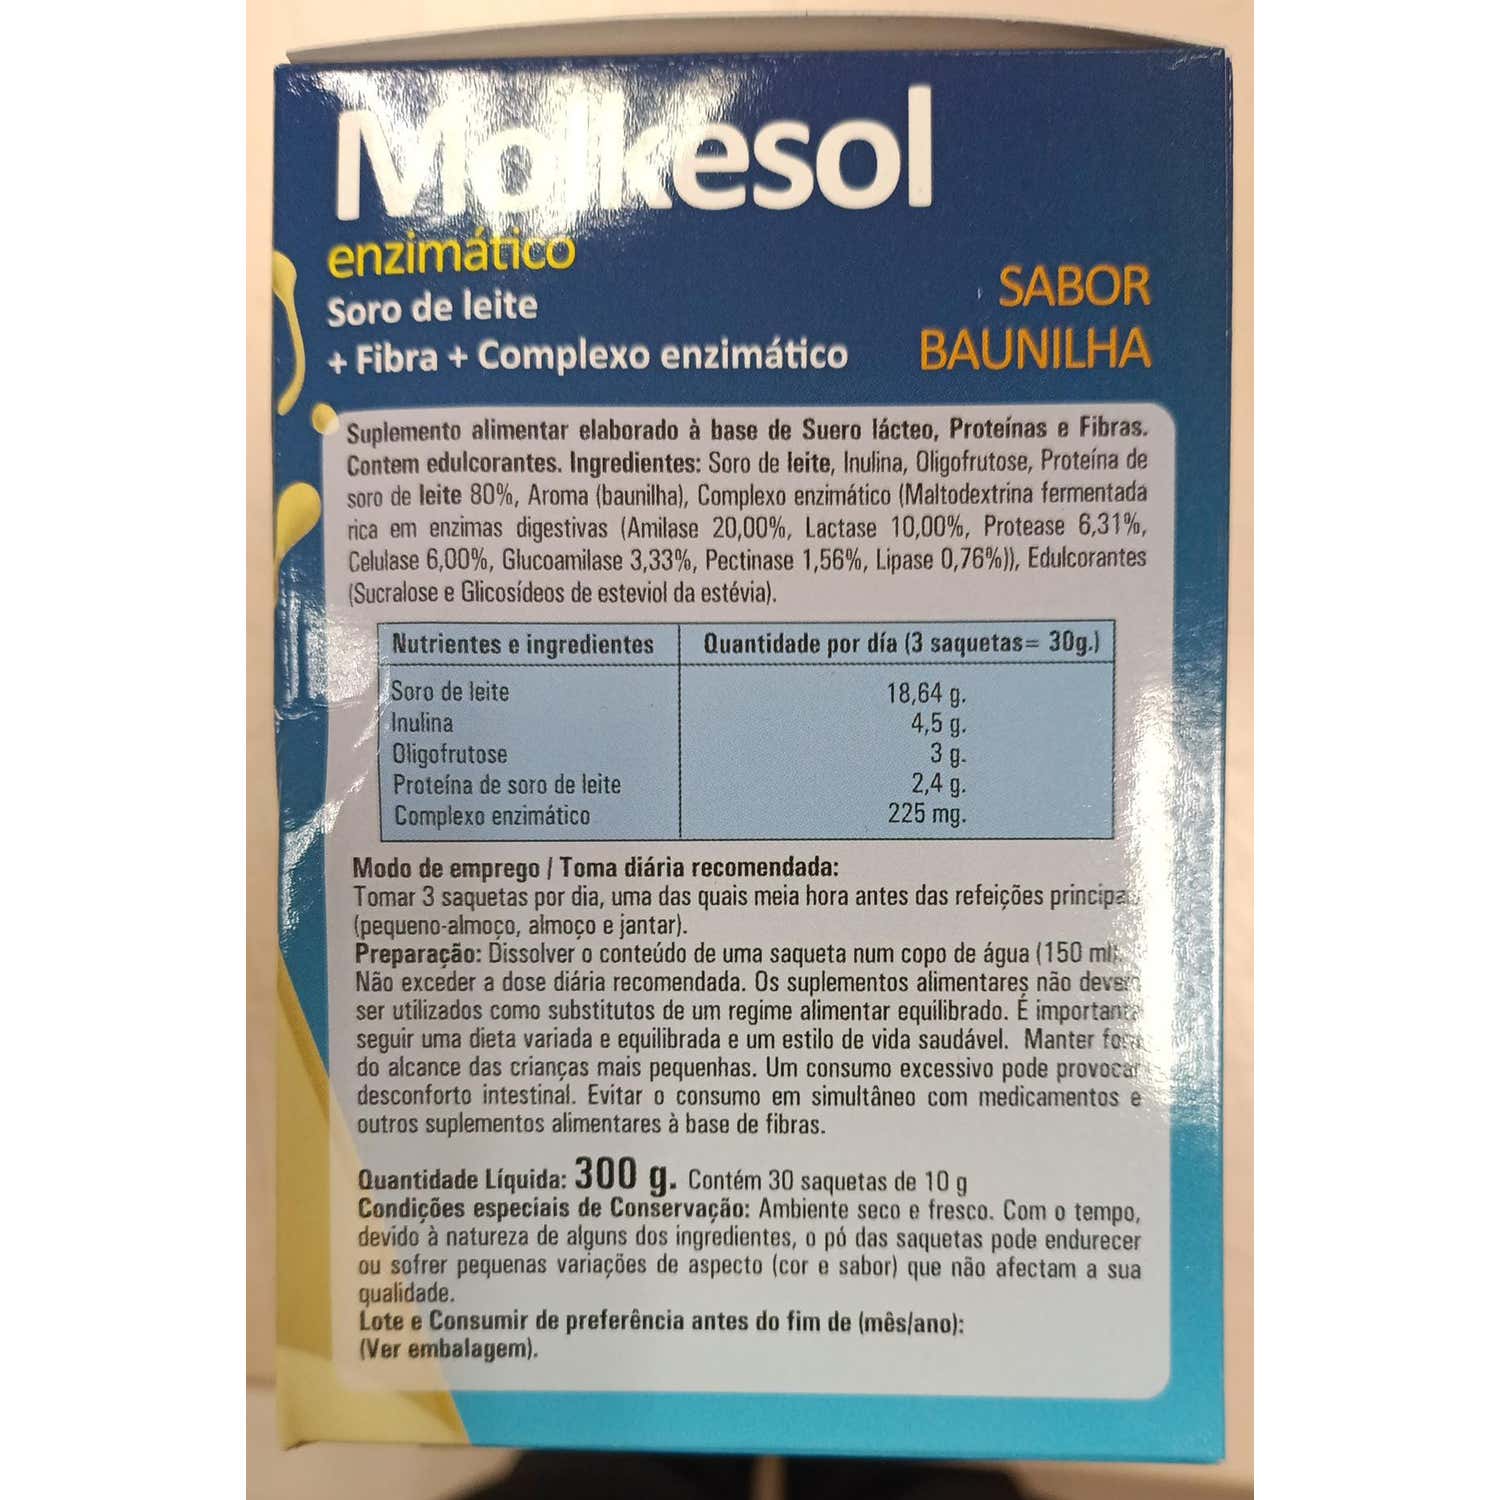 Molkesol
enzimático
Soro de leite
+ Fibra + Complexo enzimático
SABOR
BAUNILHA
Suplemento alimentar elaborado à base de Suero lácteo, Proteínas e Fibras.
Contem edulcorantes. Ingredientes: Soro de leite, Inulina, Oligofrutose, Proteína de
soro de leite 80%, Aroma (baunilha), Complexo enzimático (Maltodextrina fermentada
rica em enzimas digestivas (Amilase 20,00%, Lactase 10,00%, Protease 6,31%,
Celulase 6,00%, Glucoamilase 3,33%, Pectinase 1,56%, Lipase 0,76%)), Edulcorantes
(Sucralose e Glicosídeos de esteviol da estévia).
Nutrientes e ingredientes Quantidade por día (3 saquetas= 30g.)
Soro de leite 18,64 g.
Inulina 4,5 g.
Oligofrutose 3 g.
Proteína de soro de leite 2,4 g.
Complexo enzimático 225 mg.
Modo de emprego / Toma diária recomendada:
Tomar 3 saquetas por dia, uma das quais meia hora antes das refeições principais
(pequeno-almoço, almoço e jantar).
Preparação: Dissolver o conteúdo de uma saqueta num copo de água (150 ml).
Não exceder a dose diária recomendada. Os suplementos alimentares não devem
ser utilizados como substitutos de um regime alimentar equilibrado. É importante
seguir uma dieta variada e equilibrada e um estilo de vida saudável. Manter fora
do alcance das crianças mais pequenhas. Um consumo excessivo pode provocar
desconforto intestinal. Evitar o consumo em simultâneo com medicamentos e
outros suplementos alimentares à base de fibras.
Quantidade Líquida: 300 g. Contém 30 saquetas de 10 g
Condições especiais de Conservação: Ambiente seco e fresco. Com o tempo,
devido à natureza de alguns dos ingredientes, o pó das saquetas pode endurecer
ou sofrer pequenas variações de aspecto (cor e sabor) que não afectam a sua
qualidade.
Lote e Consumir de preferência antes do fim de (mês/ano):
(Ver embalagem).